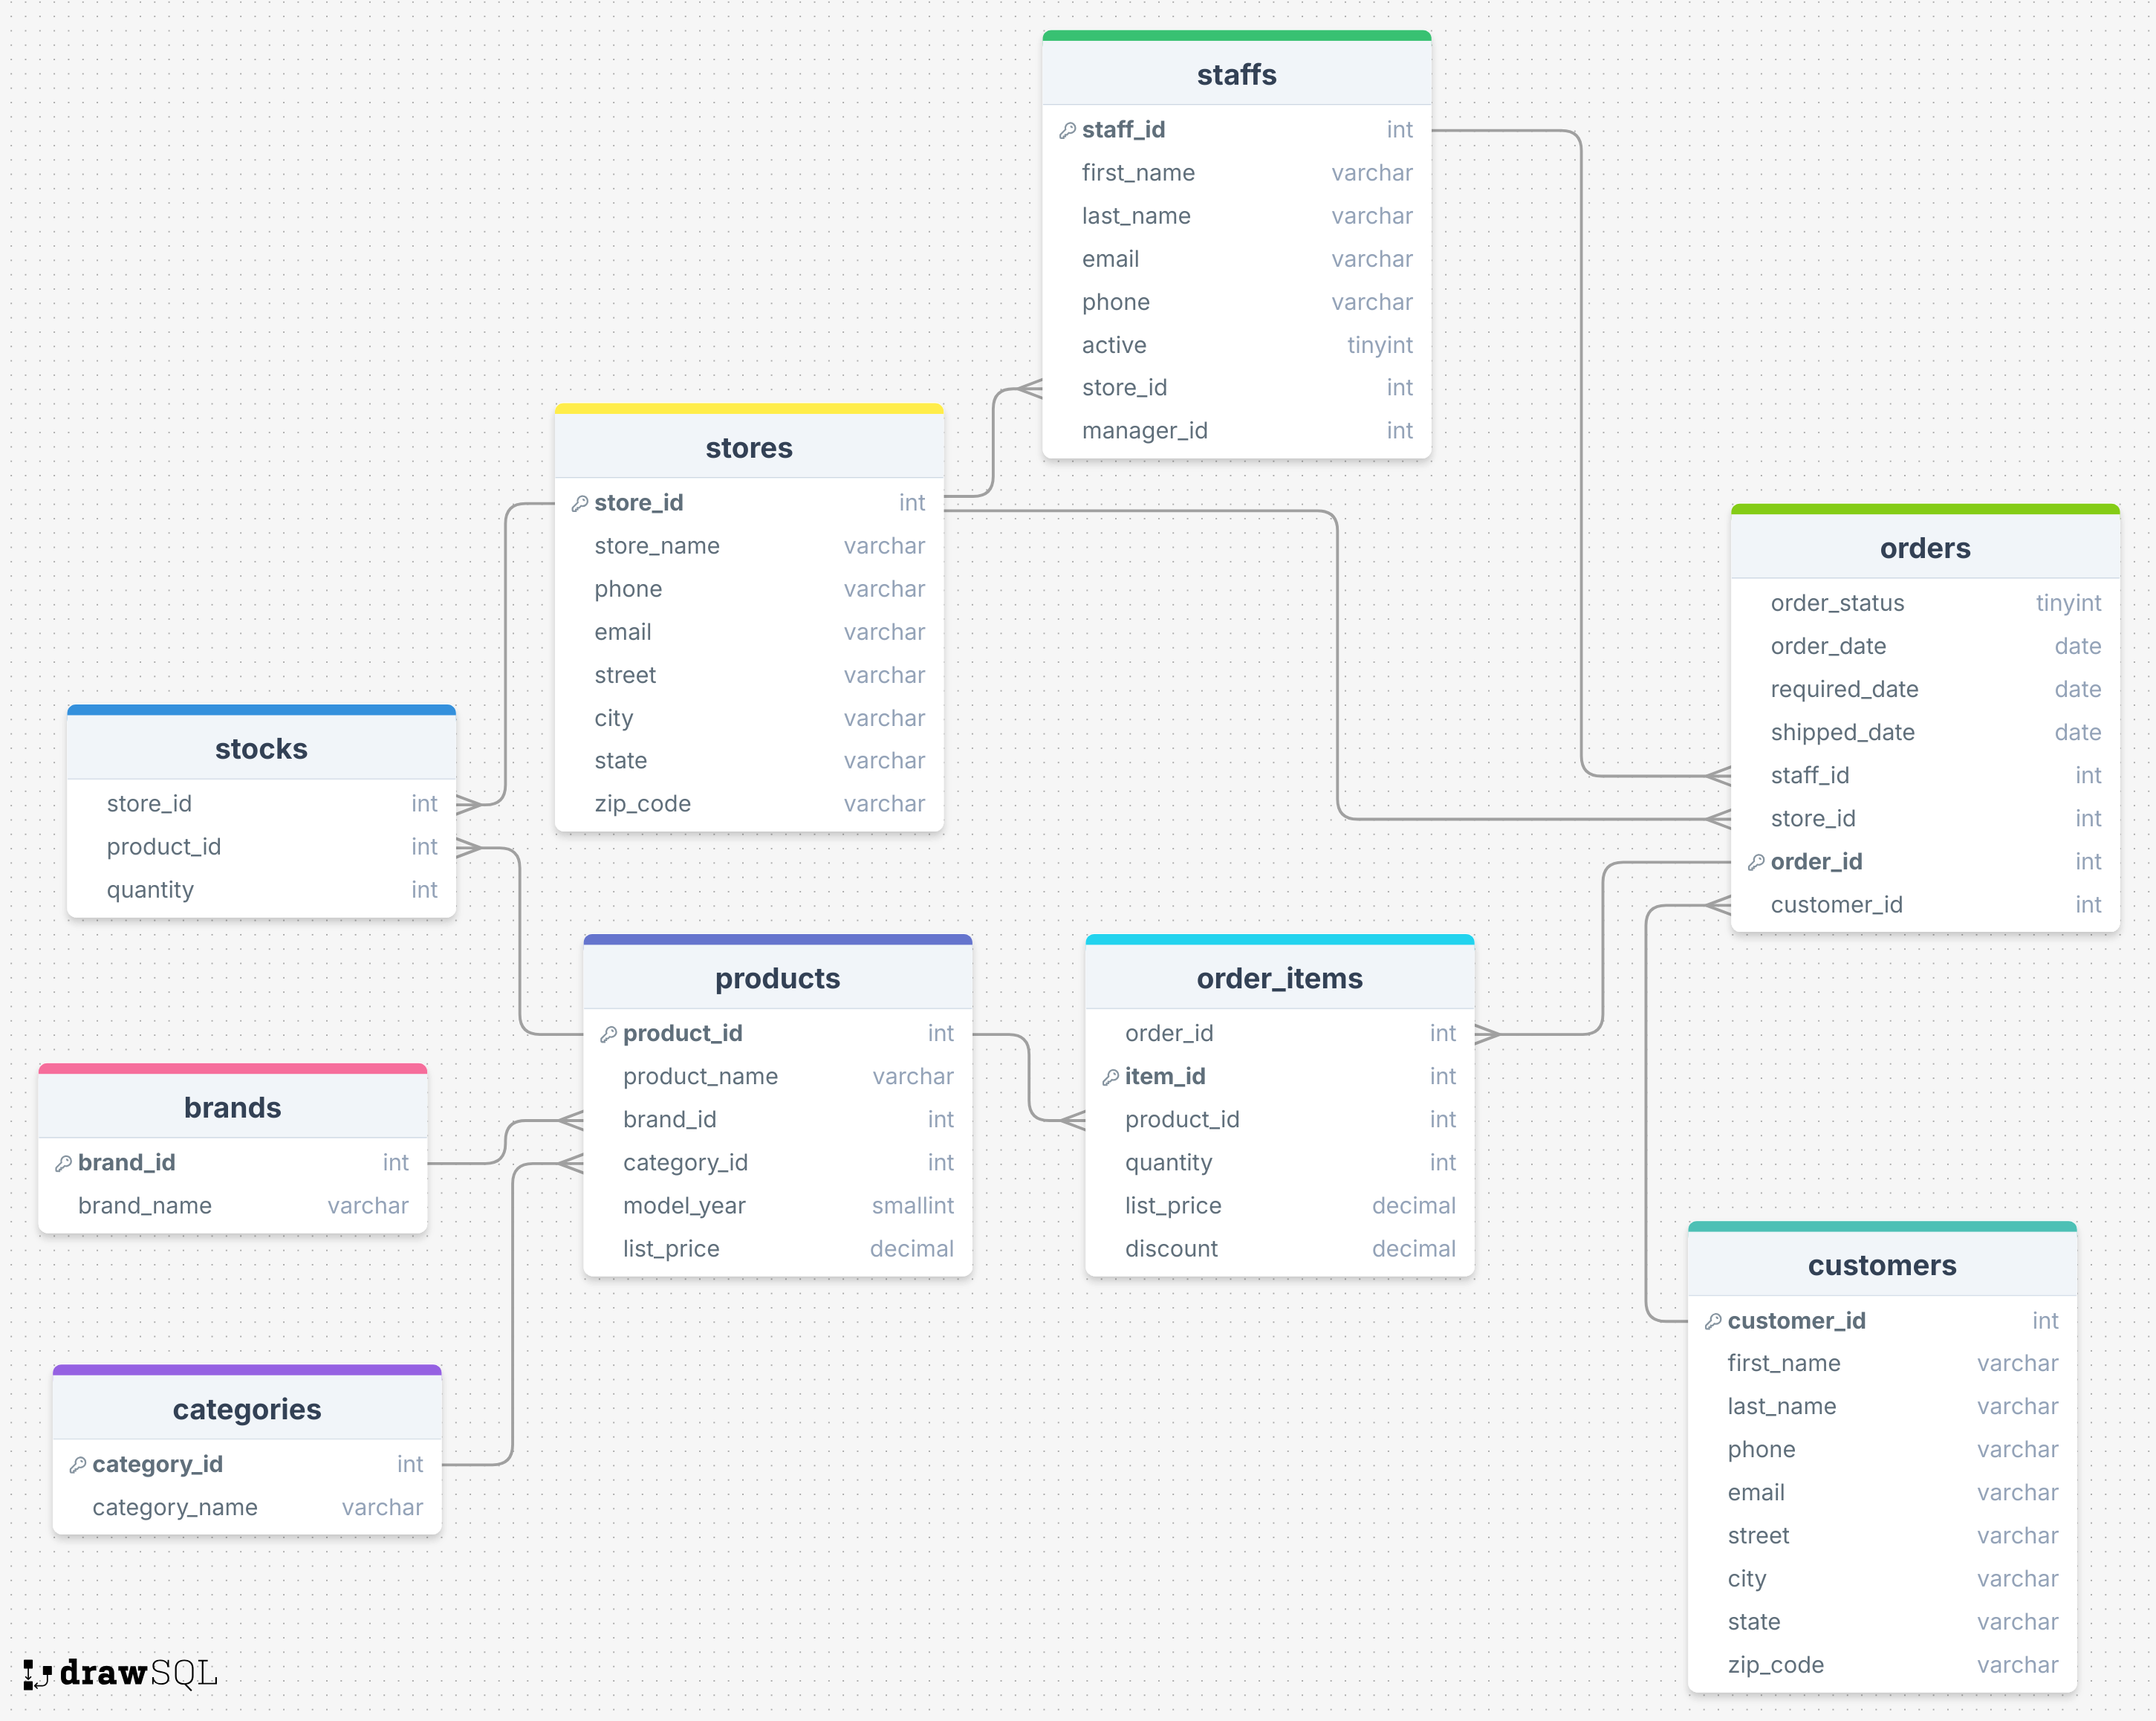 staffs
staff_id int
first_name varchar
last_name varchar
email varchar
phone varchar
active tinyint
store_id int
manager_id int
stores
store_id int
store_name varchar
phone varchar
email varchar
street varchar
city varchar
state varchar
zip_code varchar
orders
order_status tinyint
order_date date
required_date date
shipped_date date
staff_id int
store_id int
order_id int
customer_id int
stocks
store_id int
product_id int
quantity int
products
product_id int
product_name varchar
brand_id int
category_id int
model_year smallint
list_price decimal
order_items
order_id int
item_id int
product_id int
quantity int
list_price decimal
discount decimal
brands
brand_id int
brand_name varchar
customers
customer_id int
first_name varchar
last_name varchar
phone varchar
email varchar
street varchar
city varchar
state varchar
zip_code varchar
categories
category_id int
category_name varchar
drawSQL